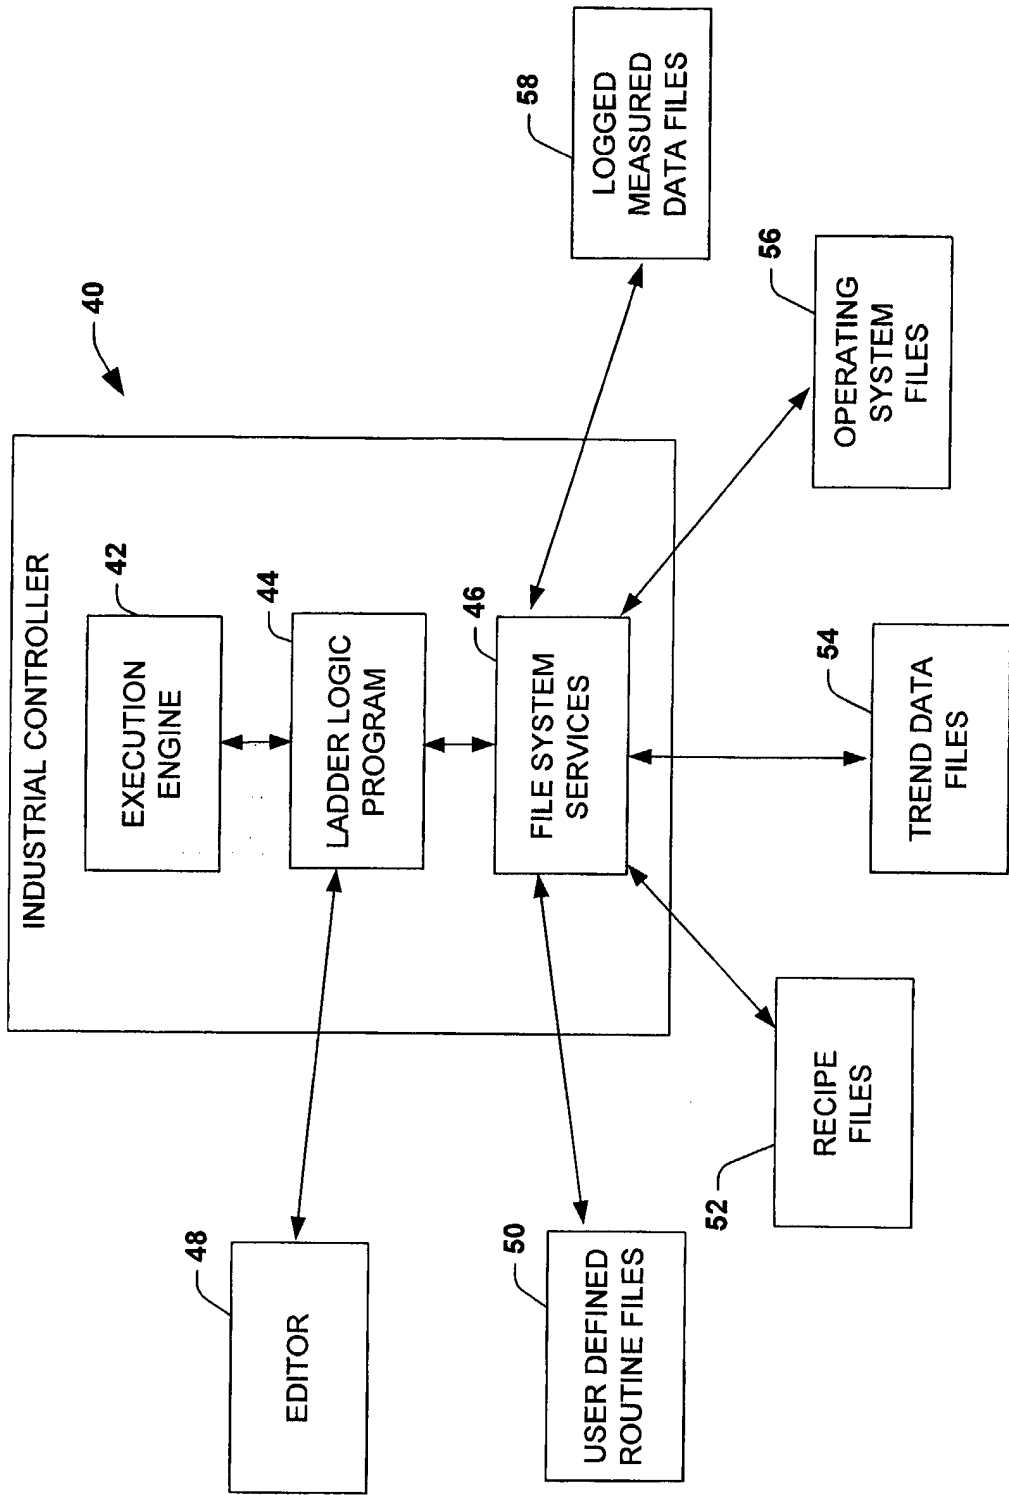 40
INDUSTRIAL CONTROLLER
42
EXECUTION
ENGINE
48
EDITOR
44
LADDER LOGIC
PROGRAM
50
USER DEFINED
ROUTINE FILES
46
FILE SYSTEM
SERVICES
58
LOGGED
MEASURED
DATA FILES
52
RECIPE
FILES
54
TREND DATA
FILES
56
OPERATING
SYSTEM
FILES